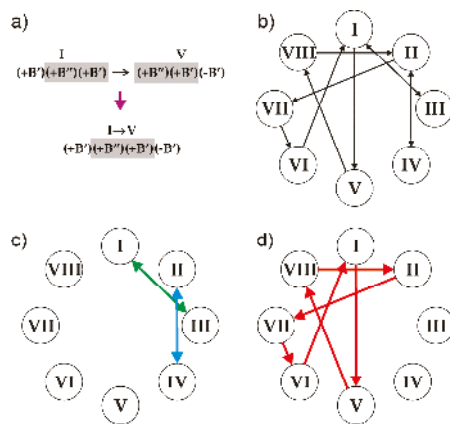 a)
I V
(+B')(+B'')(+B') → (+B'')(+B')(-B')
I→V
(+B')(+B'')(+B')(-B')
b)
I
VIII II
VII III
VI IV
V
c)
I
VIII II
VII III
VI IV
V
d)
I
VIII II
VII III
VI IV
V